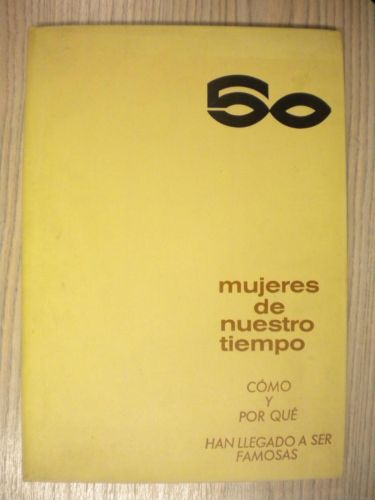 50
mujeres
de
nuestro
tiempo
CÓMO
Y
POR QUÉ
HAN LLEGADO A SER
FAMOSAS